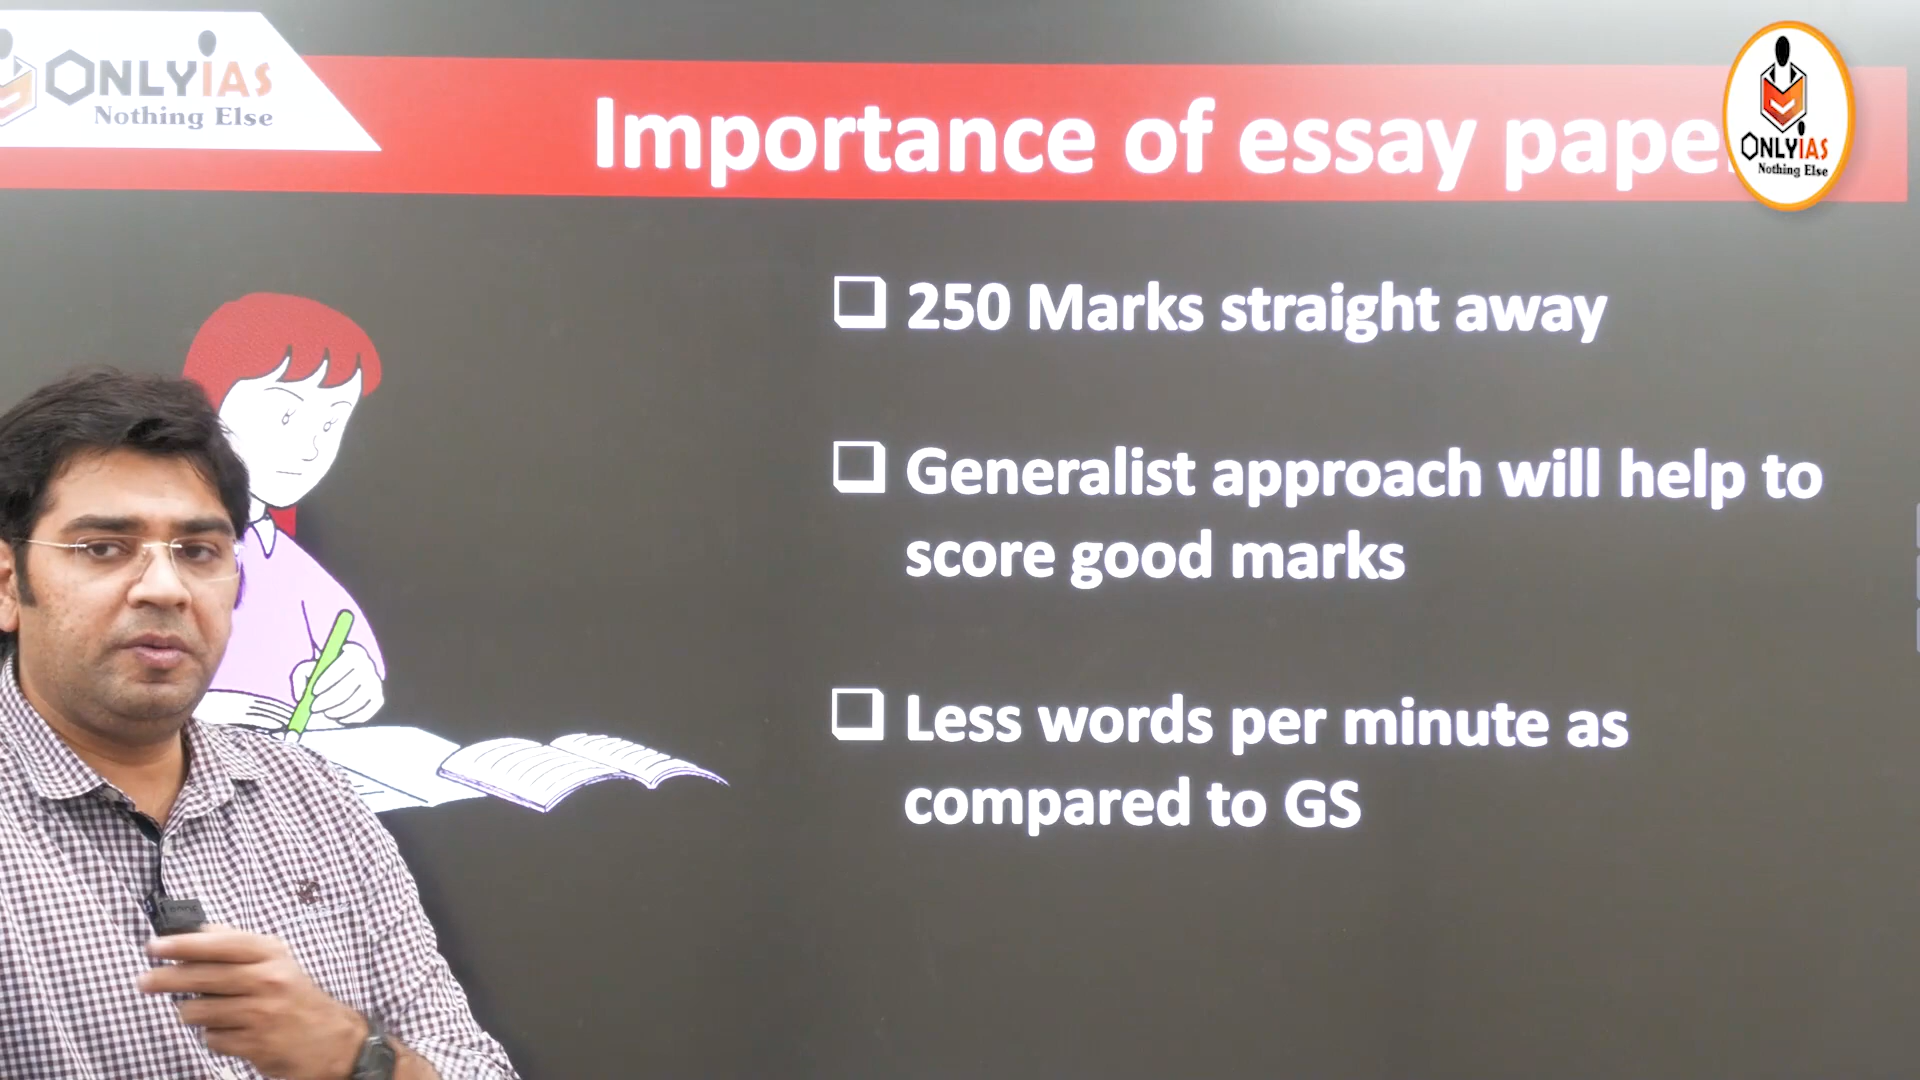 ONLYIAS
Nothing Else
Importance of essay pape
ONLYIAS
Nothing Else
250 Marks straight away
Generalist approach will help to
score good marks
Less words per minute as
compared to GS